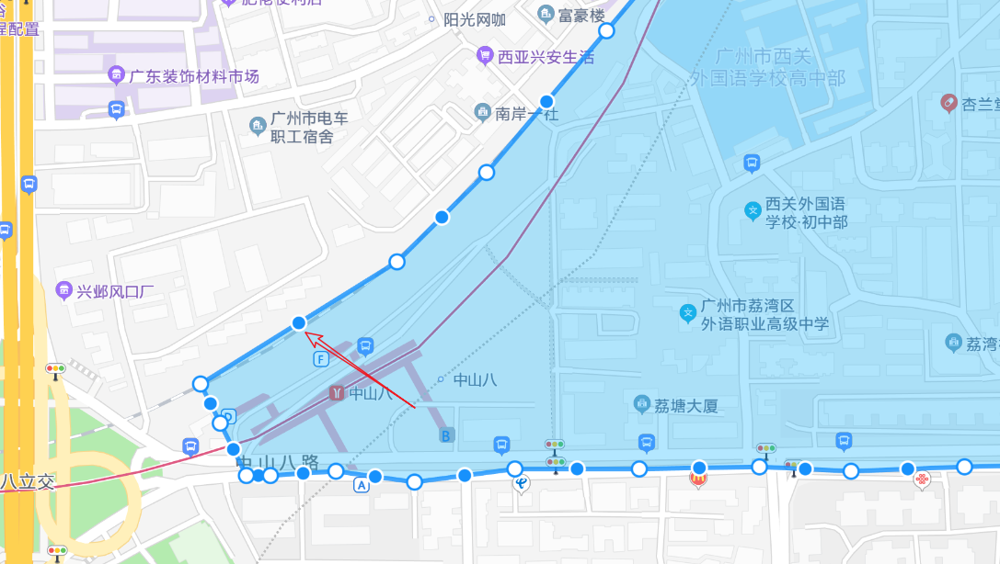 肥佬便利店
程配置
阳光网咖
富豪楼
西亚兴安生活
广东装饰材料市场
广州市西关
外国语学校高中部
南岸一社
广州市电车
职工宿舍
西关外国语
学校·初中部
兴邺风口厂
广州市荔湾区
外语职业高级中学
荔湾
F
中山八
中山八
荔塘大厦
D
B
中山八路
A
八立交